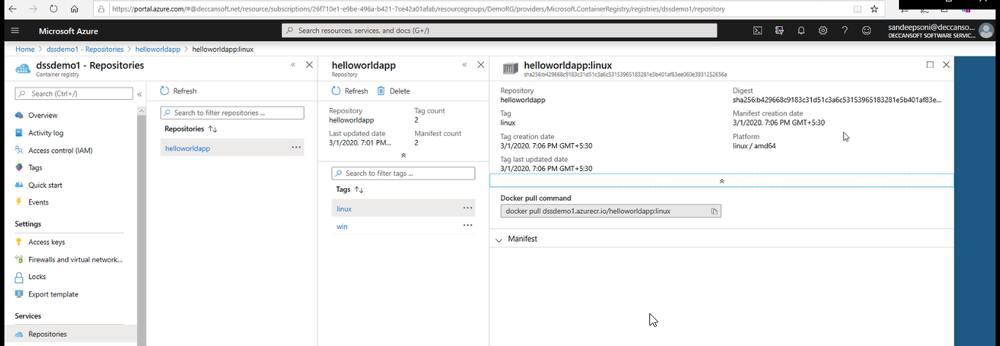 https://portal.azure.com/#@deccansoft.net/resource/subscriptions/26f710e1-e9be-496a-b421-7ce42a01afab/resourcegroups/DemoRG/providers/Microsoft.ContainerRegistry/registries/dssdemo1/repository
Microsoft Azure
Search resources, services, and docs (G+/)
sandeepsoni@deccanso...
DECCANSOFT SOFTWARE SERVIC...
Home > dssdemo1 - Repositories > helloworldapp > helloworldapp:linux
dssdemo1 - Repositories
Container registry
Search (Ctrl+/)
Overview
Activity log
Access control (IAM)
Tags
Quick start
Events
Settings
Access keys
Firewalls and virtual network...
Locks
Export template
Services
Repositories
Refresh
Search to filter repositories ...
Repositories
helloworldapp
helloworldapp
Repository
Refresh Delete
Repository
helloworldapp
Tag count
2
Last updated date
3/1/2020, 7:01 PM...
Manifest count
2
Search to filter tags ...
Tags
linux
win
helloworldapp:linux
sha256:b429668c9183c31d51c3a6c53153965183281e5b401af83ee060e3931252656a
Repository
helloworldapp
Tag
linux
Tag creation date
3/1/2020, 7:06 PM GMT+5:30
Tag last updated date
3/1/2020, 7:06 PM GMT+5:30
Digest
sha256:b429668c9183c31d51c3a6c53153965183281e5b401af83e...
Manifest creation date
3/1/2020, 7:06 PM GMT+5:30
Platform
linux / amd64
Docker pull command
docker pull dssdemo1.azurecr.io/helloworldapp:linux
Manifest